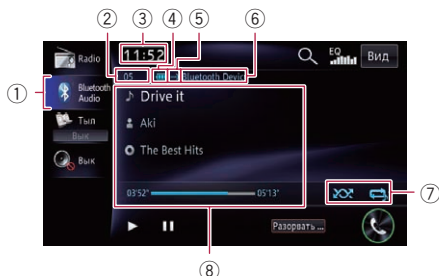 ② ③ ④ ⑤ ⑥
Radio 11:52 EQ Вид
05 Bluetooth Devic
① Bluetooth Audio
Drive it
Тыл
Вык
Aki
Вык
The Best Hits
03'52" 05'13"
⑦
Разорвать ...
⑧